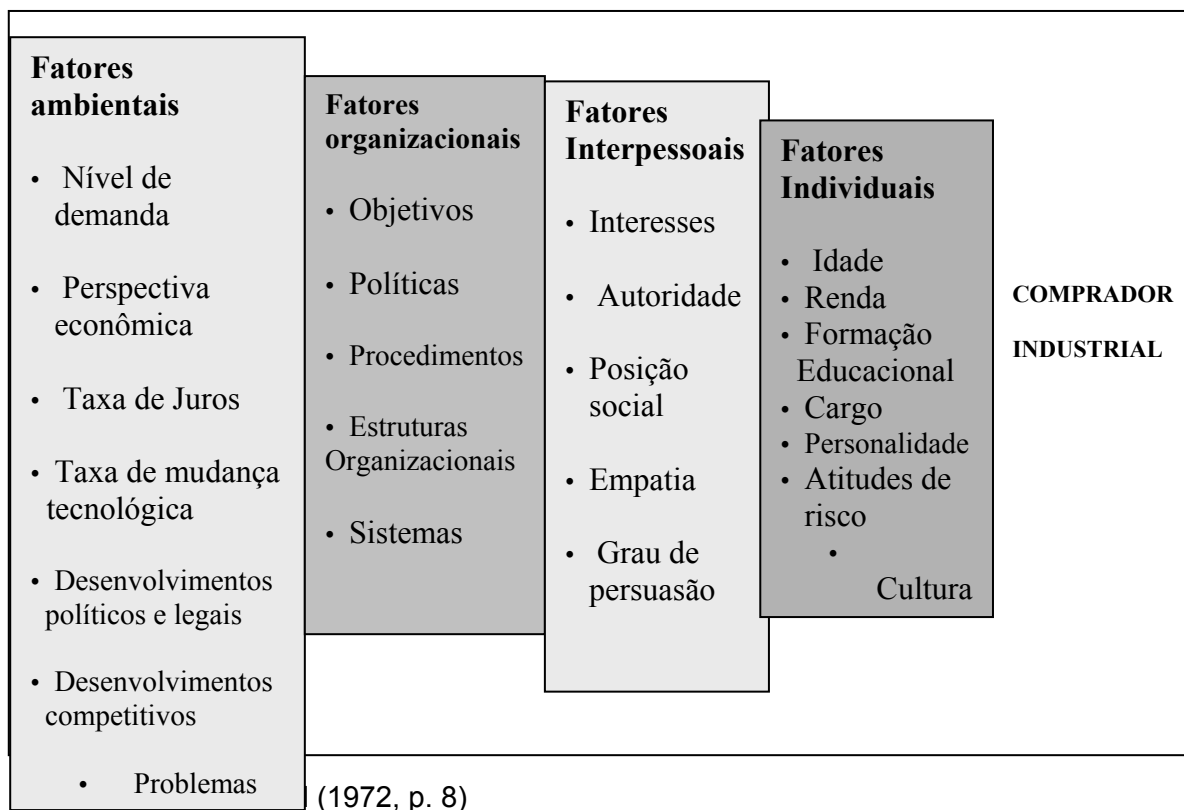 Fatores
ambientais
• Nível de
demanda
• Perspectiva
econômica
• Taxa de Juros
• Taxa de mudança
tecnológica
• Desenvolvimentos
políticos e legais
• Desenvolvimentos
competitivos
• Problemas
Fatores
organizacionais
• Objetivos
• Políticas
• Procedimentos
• Estruturas
Organizacionais
• Sistemas
Fatores
Interpessoais
• Interesses
• Autoridade
• Posição
social
• Empatia
• Grau de
persuasão
Fatores
Individuais
• Idade
• Renda
• Formação
Educacional
• Cargo
• Personalidade
• Atitudes de
risco
•
Cultura
COMPRADOR
INDUSTRIAL
(1972, p. 8)